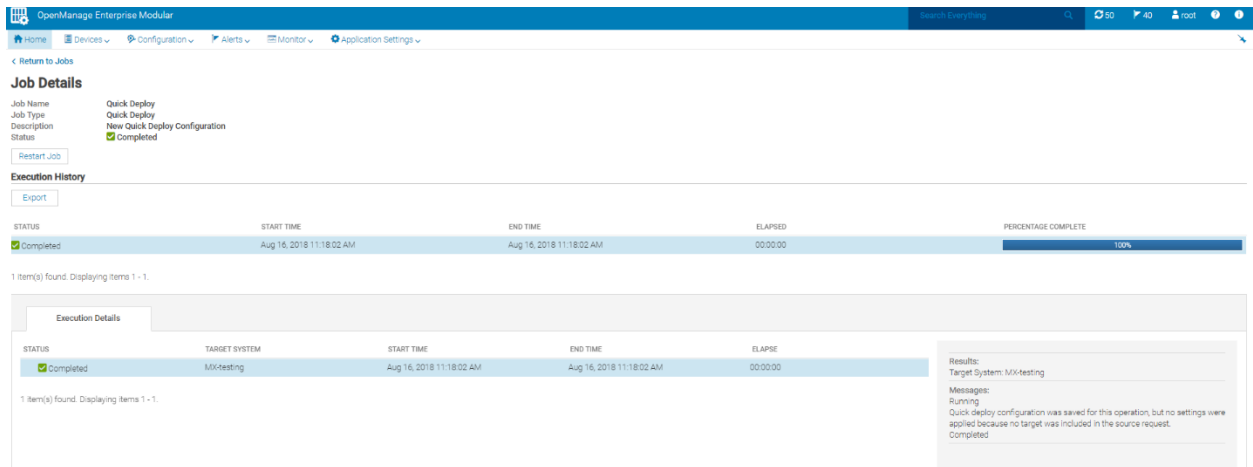 OpenManage Enterprise Modular
Search Everything
50
40
root
Home
Devices
Configuration
Alerts
Monitor
Application Settings
< Return to Jobs
Job Details
Job Name Quick Deploy
Job Type Quick Deploy
Description New Quick Deploy Configuration
Status Completed
Restart Job
Execution History
Export
STATUS START TIME END TIME ELAPSED PERCENTAGE COMPLETE
Completed Aug 16, 2018 11:18:02 AM Aug 16, 2018 11:18:02 AM 00:00:00 100%
1 item(s) found. Displaying items 1 - 1.
Execution Details
STATUS TARGET SYSTEM START TIME END TIME ELAPSE
Completed MX-testing Aug 16, 2018 11:18:02 AM Aug 16, 2018 11:18:02 AM 00:00:00
1 item(s) found. Displaying items 1 - 1.
Results:
Target System: MX-testing
Messages:
Running
Quick deploy configuration was saved for this operation, but no settings were
applied because no target was included in the source request.
Completed